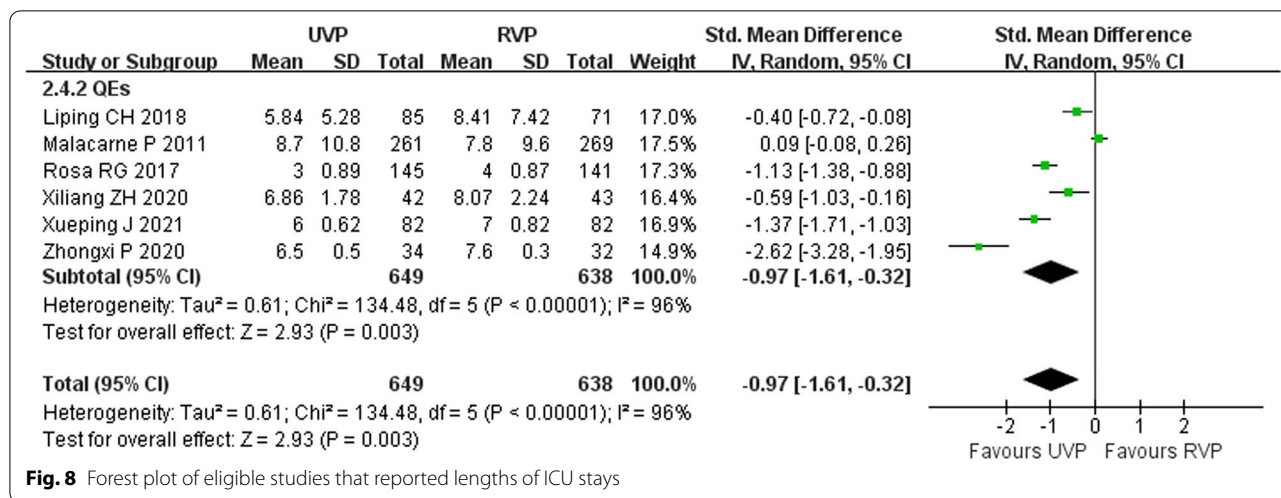 UVP RVP Std. Mean Difference Std. Mean Difference
Study or Subgroup Mean SD Total Mean SD Total Weight IV, Random, 95% CI IV, Random, 95% CI
2.4.2 QEs
Liping CH 2018 5.84 5.28 85 8.41 7.42 71 17.0% -0.40 [-0.72, -0.08]
Malacarne P 2011 8.7 10.8 261 7.8 9.6 269 17.5% 0.09 [-0.08, 0.26]
Rosa RG 2017 3 0.89 145 4 0.87 141 17.3% -1.13 [-1.38, -0.88]
Xiliang ZH 2020 6.86 1.78 42 8.07 2.24 43 16.4% -0.59 [-1.03, -0.16]
Xueping J 2021 6 0.62 82 7 0.82 82 16.9% -1.37 [-1.71, -1.03]
Zhongxi P 2020 6.5 0.5 34 7.6 0.3 32 14.9% -2.62 [-3.28, -1.95]
Subtotal (95% CI) 649 638 100.0% -0.97 [-1.61, -0.32]
Heterogeneity: Tau² = 0.61; Chi² = 134.48, df = 5 (P < 0.00001); I² = 96%
Test for overall effect: Z = 2.93 (P = 0.003)
Total (95% CI) 649 638 100.0% -0.97 [-1.61, -0.32]
Heterogeneity: Tau² = 0.61; Chi² = 134.48, df = 5 (P < 0.00001); I² = 96%
Test for overall effect: Z = 2.93 (P = 0.003)
-2 -1 0 1 2
Favours UVP Favours RVP
Fig. 8 Forest plot of eligible studies that reported lengths of ICU stays